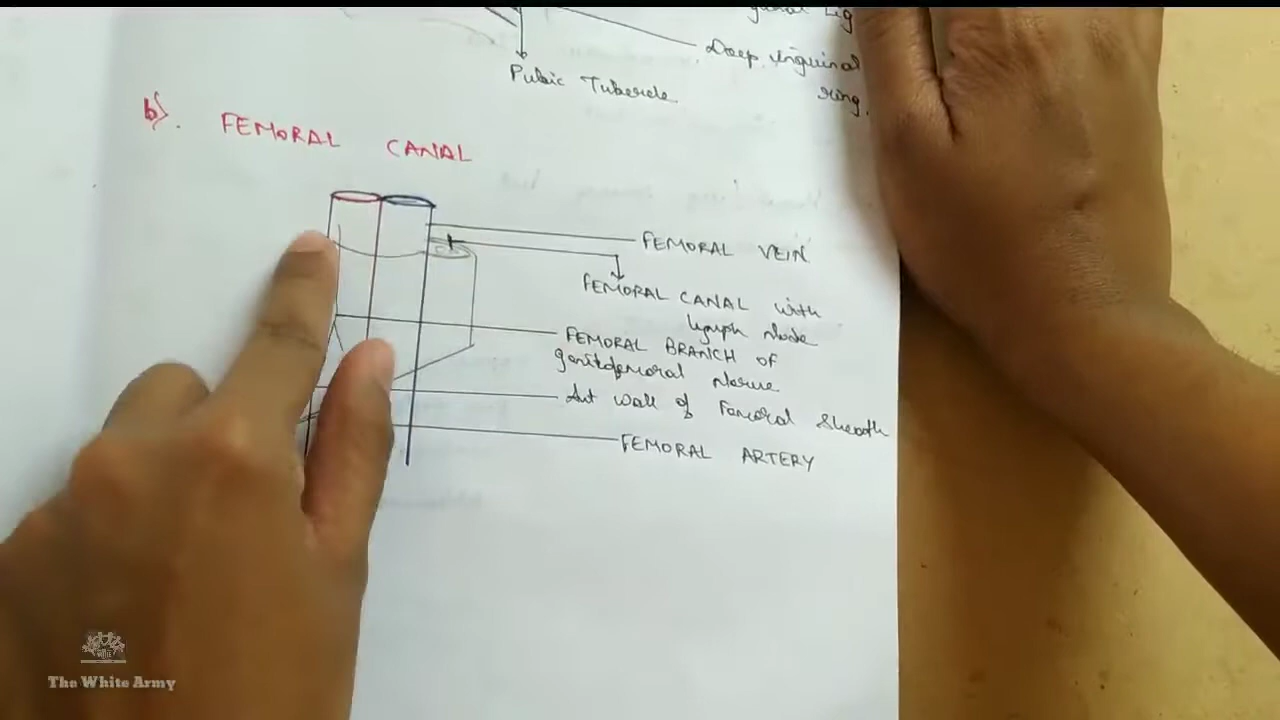 Deep inguinal
ring.
Pubic Tubercle
b).
FEMORAL CANAL
FEMORAL VEIN
FEMORAL CANAL with
lymph node
FEMORAL BRANCH OF
genitofemoral nerve
Ant wall of Femoral Sheath
FEMORAL ARTERY
The White Army